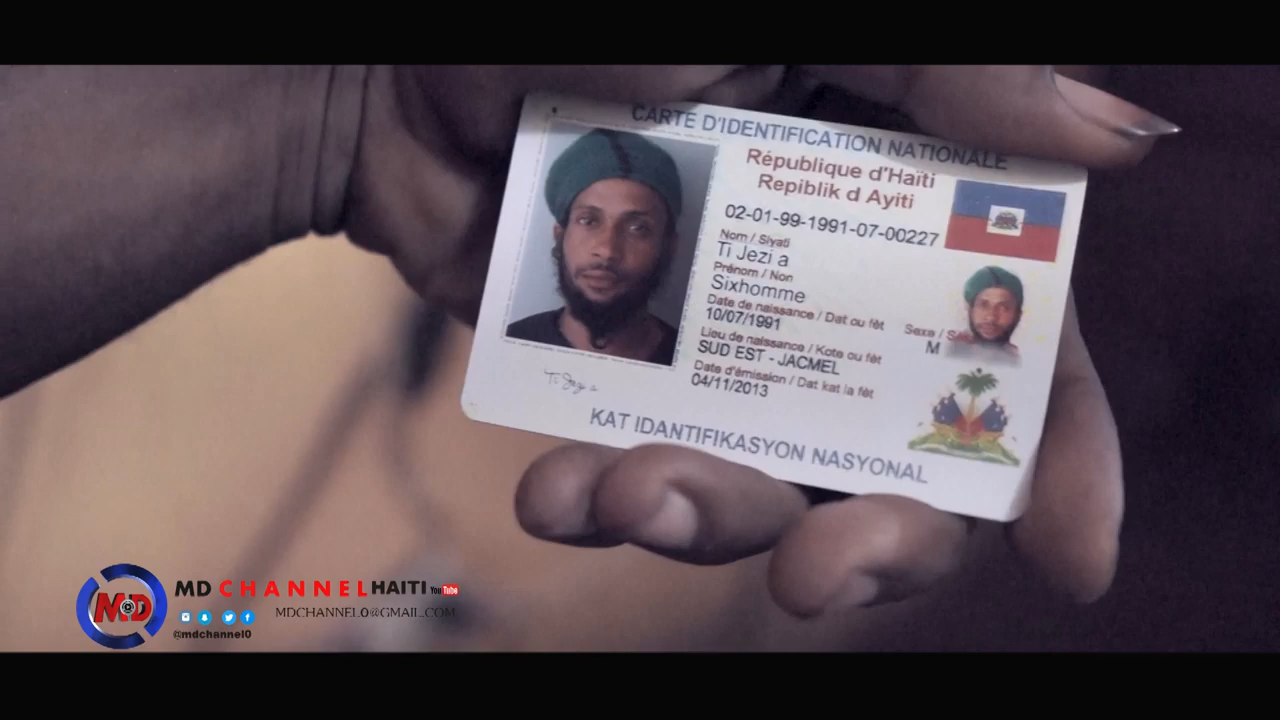 CARTE D'IDENTIFICATION NATIONALE
République d'Haïti
Repiblik d Ayiti
02-01-99-1991-07-00227
Nom / Siyati
Ti Jezi a
Prénom / Non
Sixhomme
Date de naissance / Dat ou fèt
10/07/1991
Sexe /
M
Lieu de naissance / Kote ou fèt
SUD EST - JACMEL
Date d'émission / Dat kat la fèt
04/11/2013
Ti Jezi a
KAT IDANTIFIKASYON NASYONAL
MD CHANNEL HAITI YouTube
MD
MDCHANNEL0@GMAIL.COM
@mdchannel0